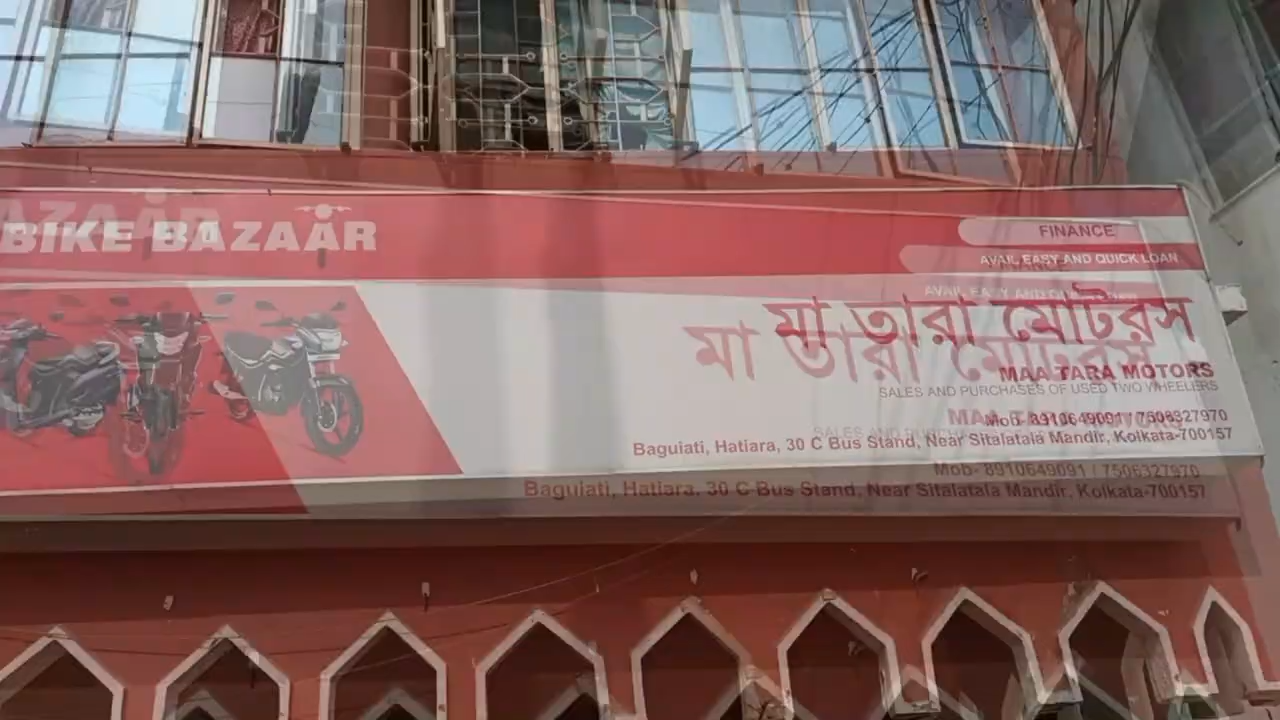 BIKE BAZAAR
FINANCE
AVAIL EASY AND QUICK LOAN
মা তারা মোটরস
MAA TARA MOTORS
SALES AND PURCHASES OF USED TWO WHEELERS
Mob- 8910649091 / 7506327970
Baguiati, Hatiara, 30 C Bus Stand, Near Sitalatala Mandir, Kolkata-700157